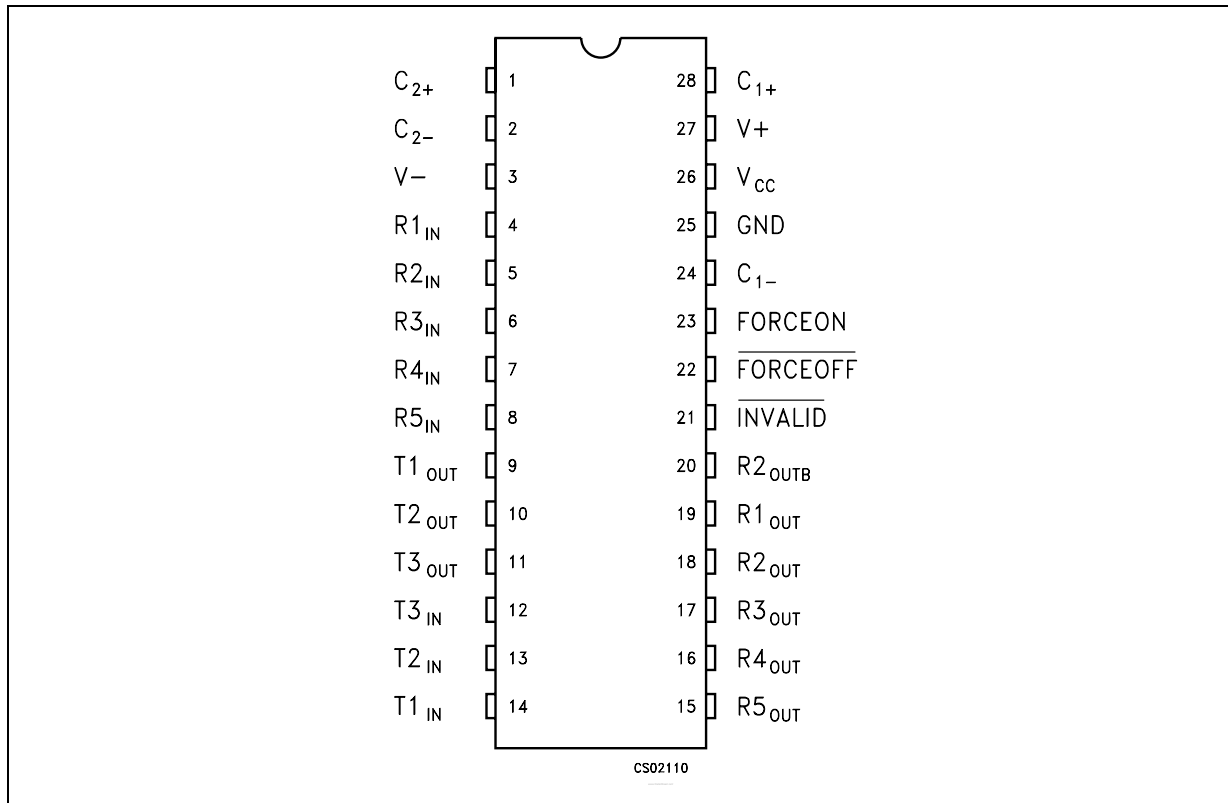 C2+ 1 28 C1+
C2- 2 27 V+
V- 3 26 VCC
R1IN 4 25 GND
R2IN 5 24 C1-
R3IN 6 23 FORCEON
R4IN 7 22 FORCEOFF
R5IN 8 21 INVALID
T1OUT 9 20 R2OUTB
T2OUT 10 19 R1OUT
T3OUT 11 18 R2OUT
T3IN 12 17 R3OUT
T2IN 13 16 R4OUT
T1IN 14 15 R5OUT
CS02110